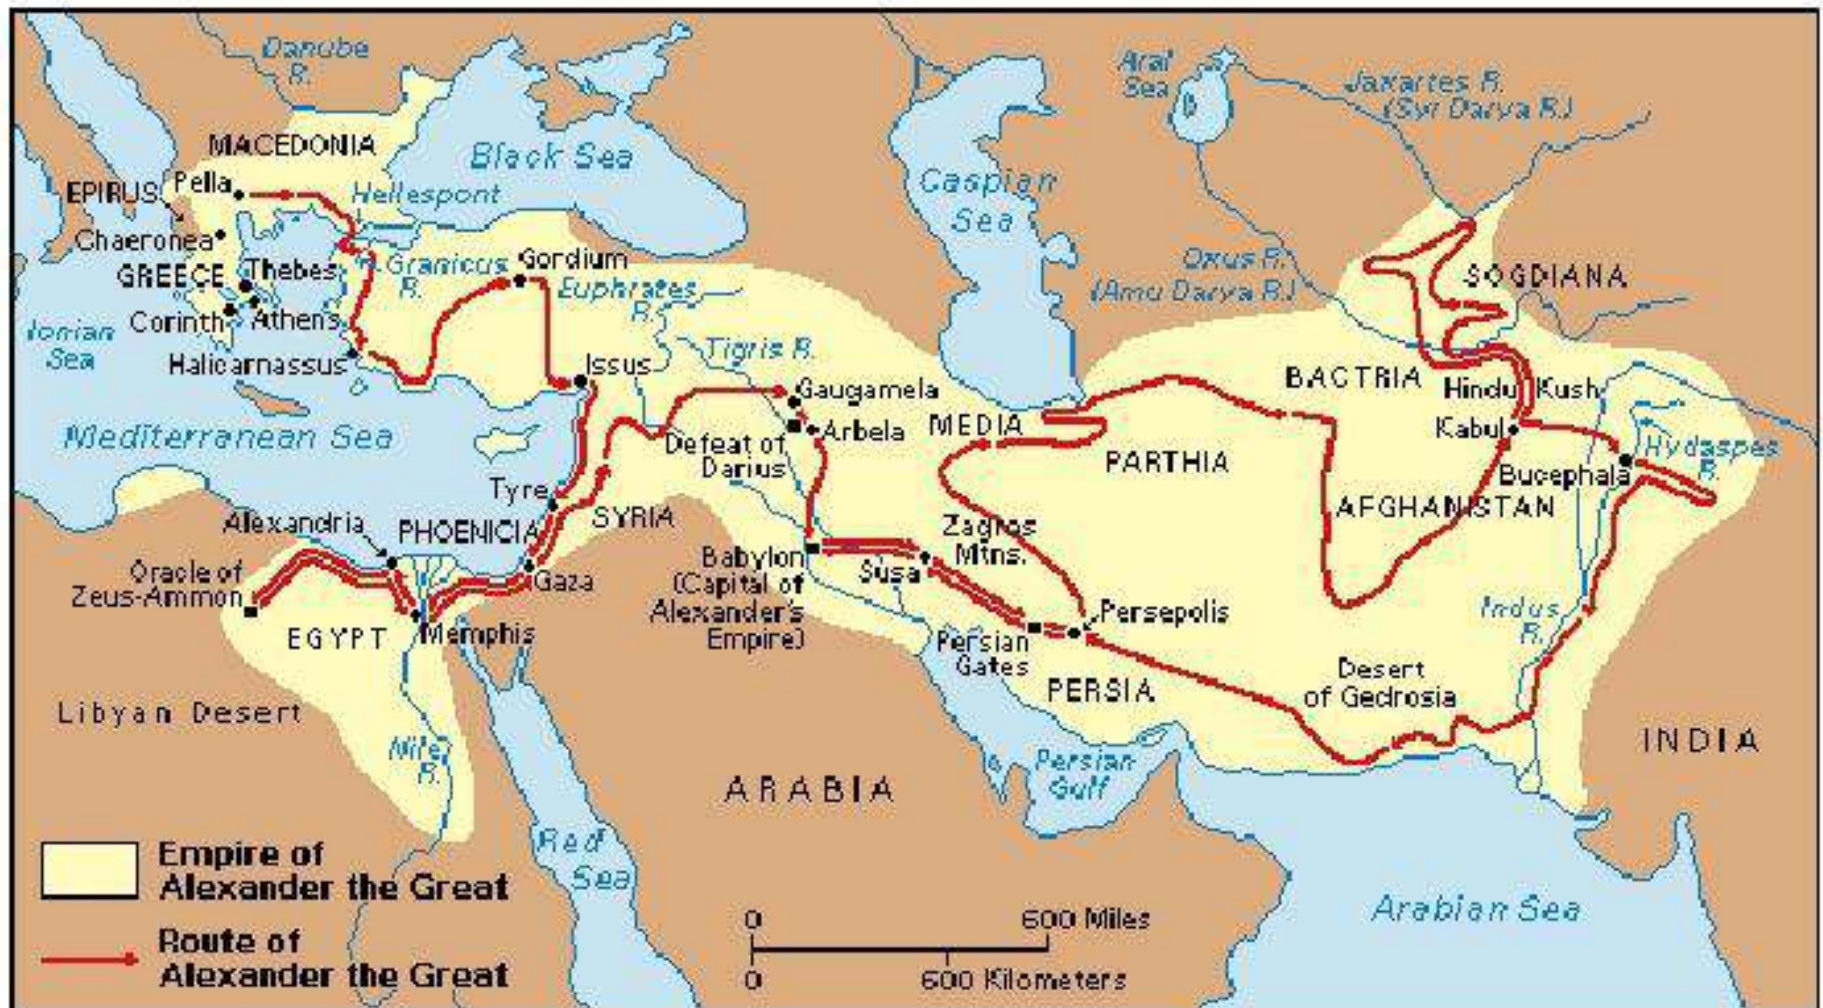 Danube
R.
Aral
Sea
Jaxartes R.
(Syr Darya R.)
MACEDONIA
Black Sea
Caspian
Sea
EPIRUS
Pella
Hellespont
Chaeronea
GREECE
Thebes
Granicus
R.
Gordium
Euphrates
R.
Oxus R.
(Amu Darya R.)
SOGDIANA
Corinth
Athens
Ionian
Sea
Halicarnassus
Issus
Tigris R.
Gaugamela
BACTRIA
Hindu Kush
Mediterranean Sea
Defeat of
Darius
Arbela
MEDIA
PARTHIA
Kabul
Hydaspes
R.
Bucephala
Tyre
SYRIA
AFGHANISTAN
Alexandria
PHOENICIA
Zagros
Mtns.
Oracle of
Zeus-Ammon
Gaza
Babylon
(Capital of
Alexander's
Empire)
Susa
Indus
R.
EGYPT
Memphis
Persepolis
Persian
Gates
PERSIA
Desert
of Gedrosia
Libyan Desert
Nile
R.
ARABIA
Persian
Gulf
INDIA
Red
Sea
Arabian Sea
Empire of
Alexander the Great
Route of
Alexander the Great
0 600 Miles
0 600 Kilometers